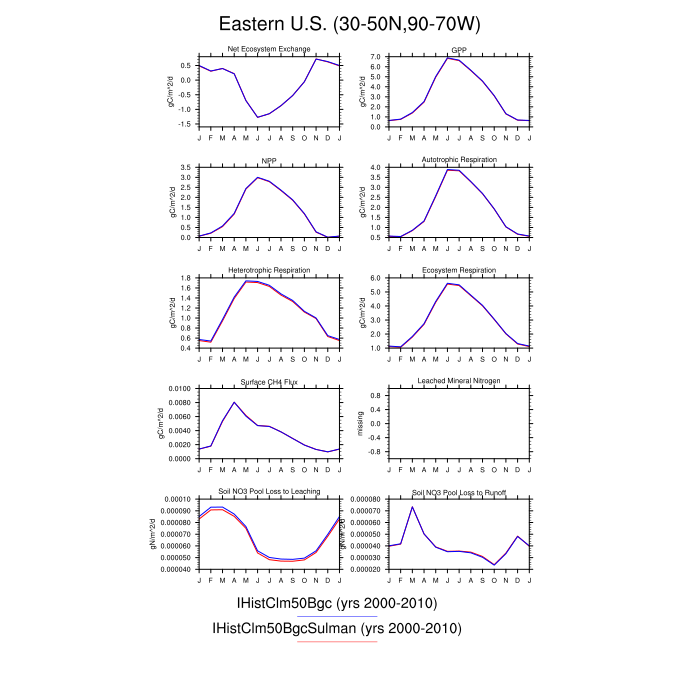 Eastern U.S. (30-50N,90-70W)
Net Ecosystem Exchange
gC/m^2/d
0.5
0.0
-0.5
-1.0
-1.5
J F M A M J J A S O N D J
GPP
gC/m^2/d
7.0
6.0
5.0
4.0
3.0
2.0
1.0
0.0
J F M A M J J A S O N D J
NPP
gC/m^2/d
3.5
3.0
2.5
2.0
1.5
1.0
0.5
0.0
J F M A M J J A S O N D J
Autotrophic Respiration
gC/m^2/d
4.0
3.5
3.0
2.5
2.0
1.5
1.0
0.5
J F M A M J J A S O N D J
Heterotrophic Respiration
gC/m^2/d
1.8
1.6
1.4
1.2
1.0
0.8
0.6
0.4
J F M A M J J A S O N D J
Ecosystem Respiration
gC/m^2/d
6.0
5.0
4.0
3.0
2.0
1.0
J F M A M J J A S O N D J
Surface CH4 Flux
gC/m^2/d
0.0100
0.0080
0.0060
0.0040
0.0020
0.0000
J F M A M J J A S O N D J
Leached Mineral Nitrogen
missing
0.8
0.4
-0.0
-0.4
-0.8
J F M A M J J A S O N D J
Soil NO3 Pool Loss to Leaching
gN/m^2/d
0.00010
0.000090
0.000080
0.000070
0.000060
0.000050
0.000040
J F M A M J J A S O N D J
Soil NO3 Pool Loss to Runoff
gN/m^2/d
0.000080
0.000070
0.000060
0.000050
0.000040
0.000030
0.000020
J F M A M J J A S O N D J
IHistClm50Bgc (yrs 2000-2010)
IHistClm50BgcSulman (yrs 2000-2010)